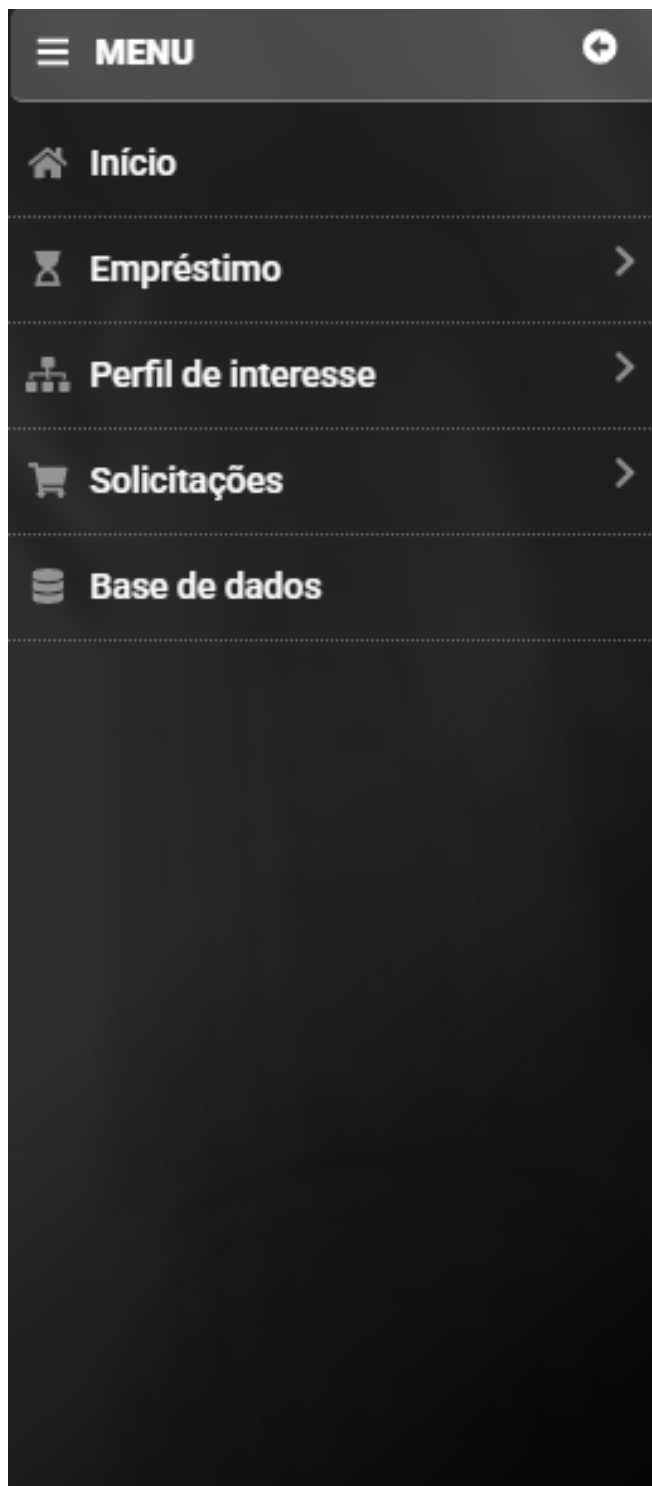 MENU
Início
Empréstimo
Perfil de interesse
Solicitações
Base de dados